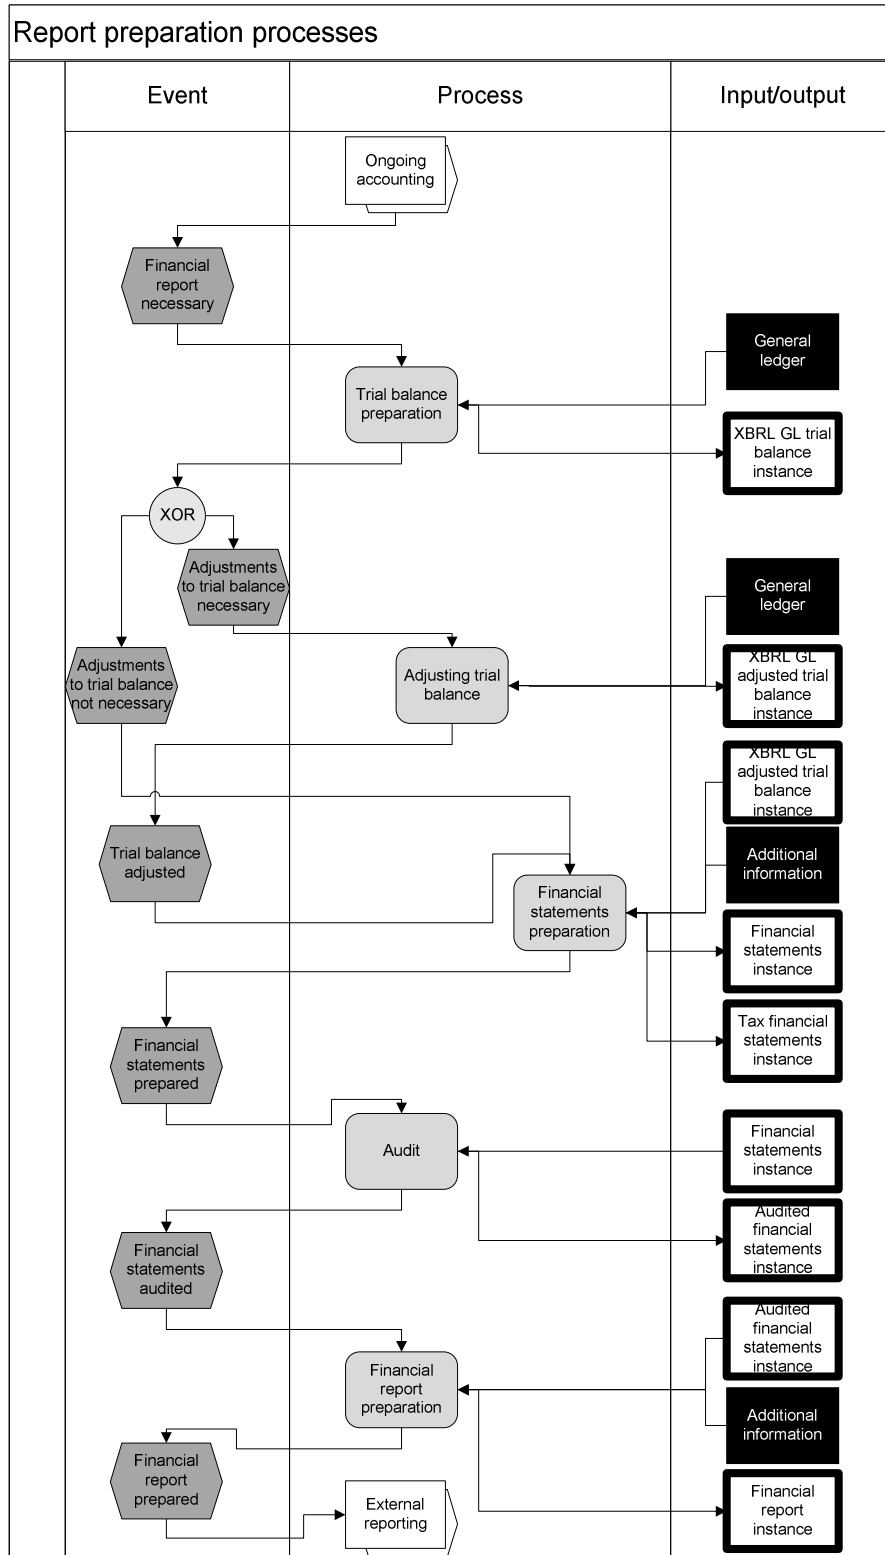 Report preparation processes
Event
Process
Input/output
Ongoing
accounting
Financial
report
necessary
General
ledger
Trial balance
preparation
XBRL GL trial
balance
instance
XOR
Adjustments
to trial balance
necessary
General
ledger
Adjustments
to trial balance
not necessary
Adjusting trial
balance
XBRL GL
adjusted trial
balance
instance
XBRL GL
adjusted trial
balance
instance
Trial balance
adjusted
Additional
information
Financial
statements
preparation
Financial
statements
instance
Tax financial
statements
instance
Financial
statements
prepared
Audit
Financial
statements
instance
Audited
financial
statements
instance
Financial
statements
audited
Audited
financial
statements
instance
Financial
report
preparation
Additional
information
Financial
report
prepared
External
reporting
Financial
report
instance